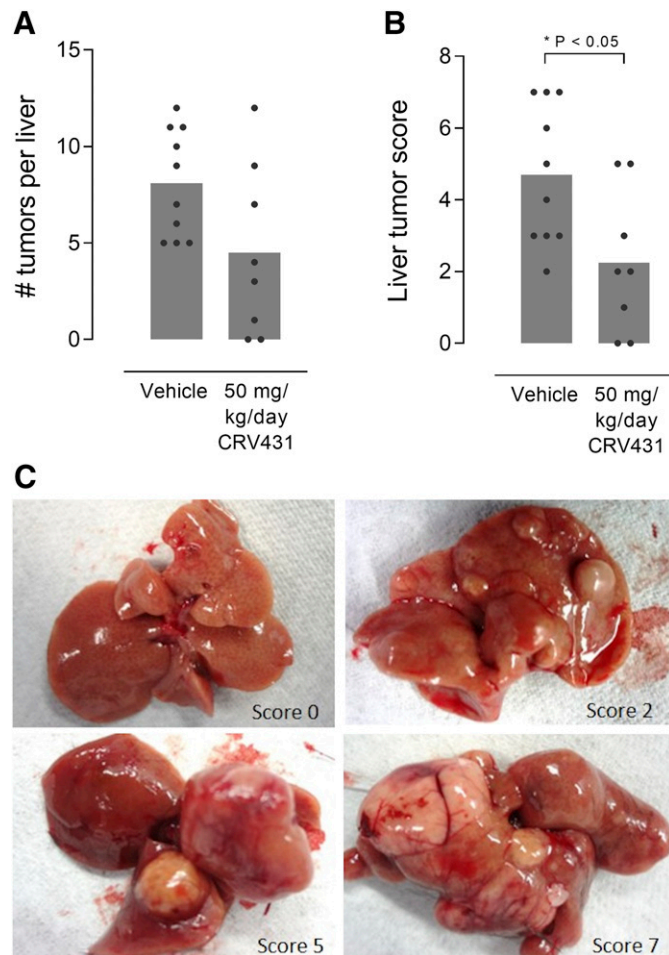 A
# tumors per liver
15
10
5
0
Vehicle
50 mg/
kg/day
CRV431
B
* P < 0.05
Liver tumor score
8
6
4
2
0
Vehicle
50 mg/
kg/day
CRV431
C
Score 0
Score 2
Score 5
Score 7